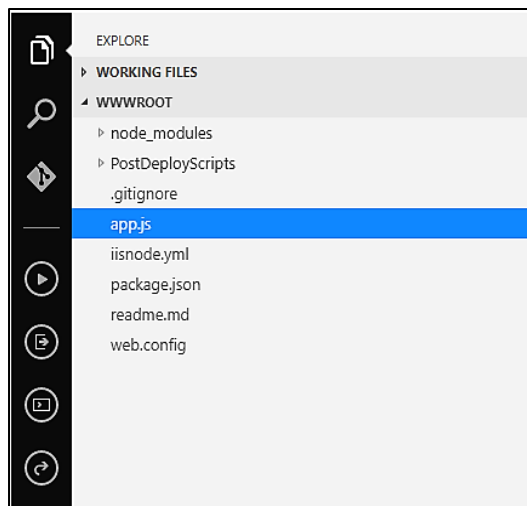 EXPLORE
WORKING FILES
WWWROOT
node_modules
PostDeployScripts
.gitignore
app.js
iisnode.yml
package.json
readme.md
web.config